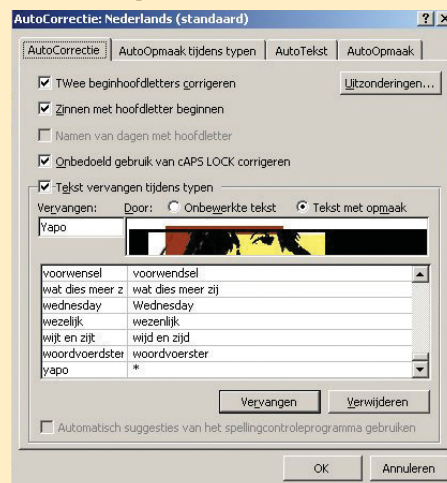 AutoCorrectie: Nederlands (standaard)
AutoCorrectie AutoOpmaak tijdens typen AutoTekst AutoOpmaak
TWee beginhoofdletters corrigeren Uitzonderingen...
Zinnen met hoofdletter beginnen
Namen van dagen met hoofdletter
Onbedoeld gebruik van cAPS LOCK corrigeren
Tekst vervangen tijdens typen
Vervangen: Door: Onbewerkte tekst Tekst met opmaak
Yapo
voorwensel voorwendsel
wat dies meer z wat dies meer zij
wednesday Wednesday
wezelijk wezenlijk
wijt en zijt wijd en zijd
woordvoerdster woordvoerster
yapo *
Vervangen Verwijderen
Automatisch suggesties van het spellingcontroleprogramma gebruiken
OK Annuleren